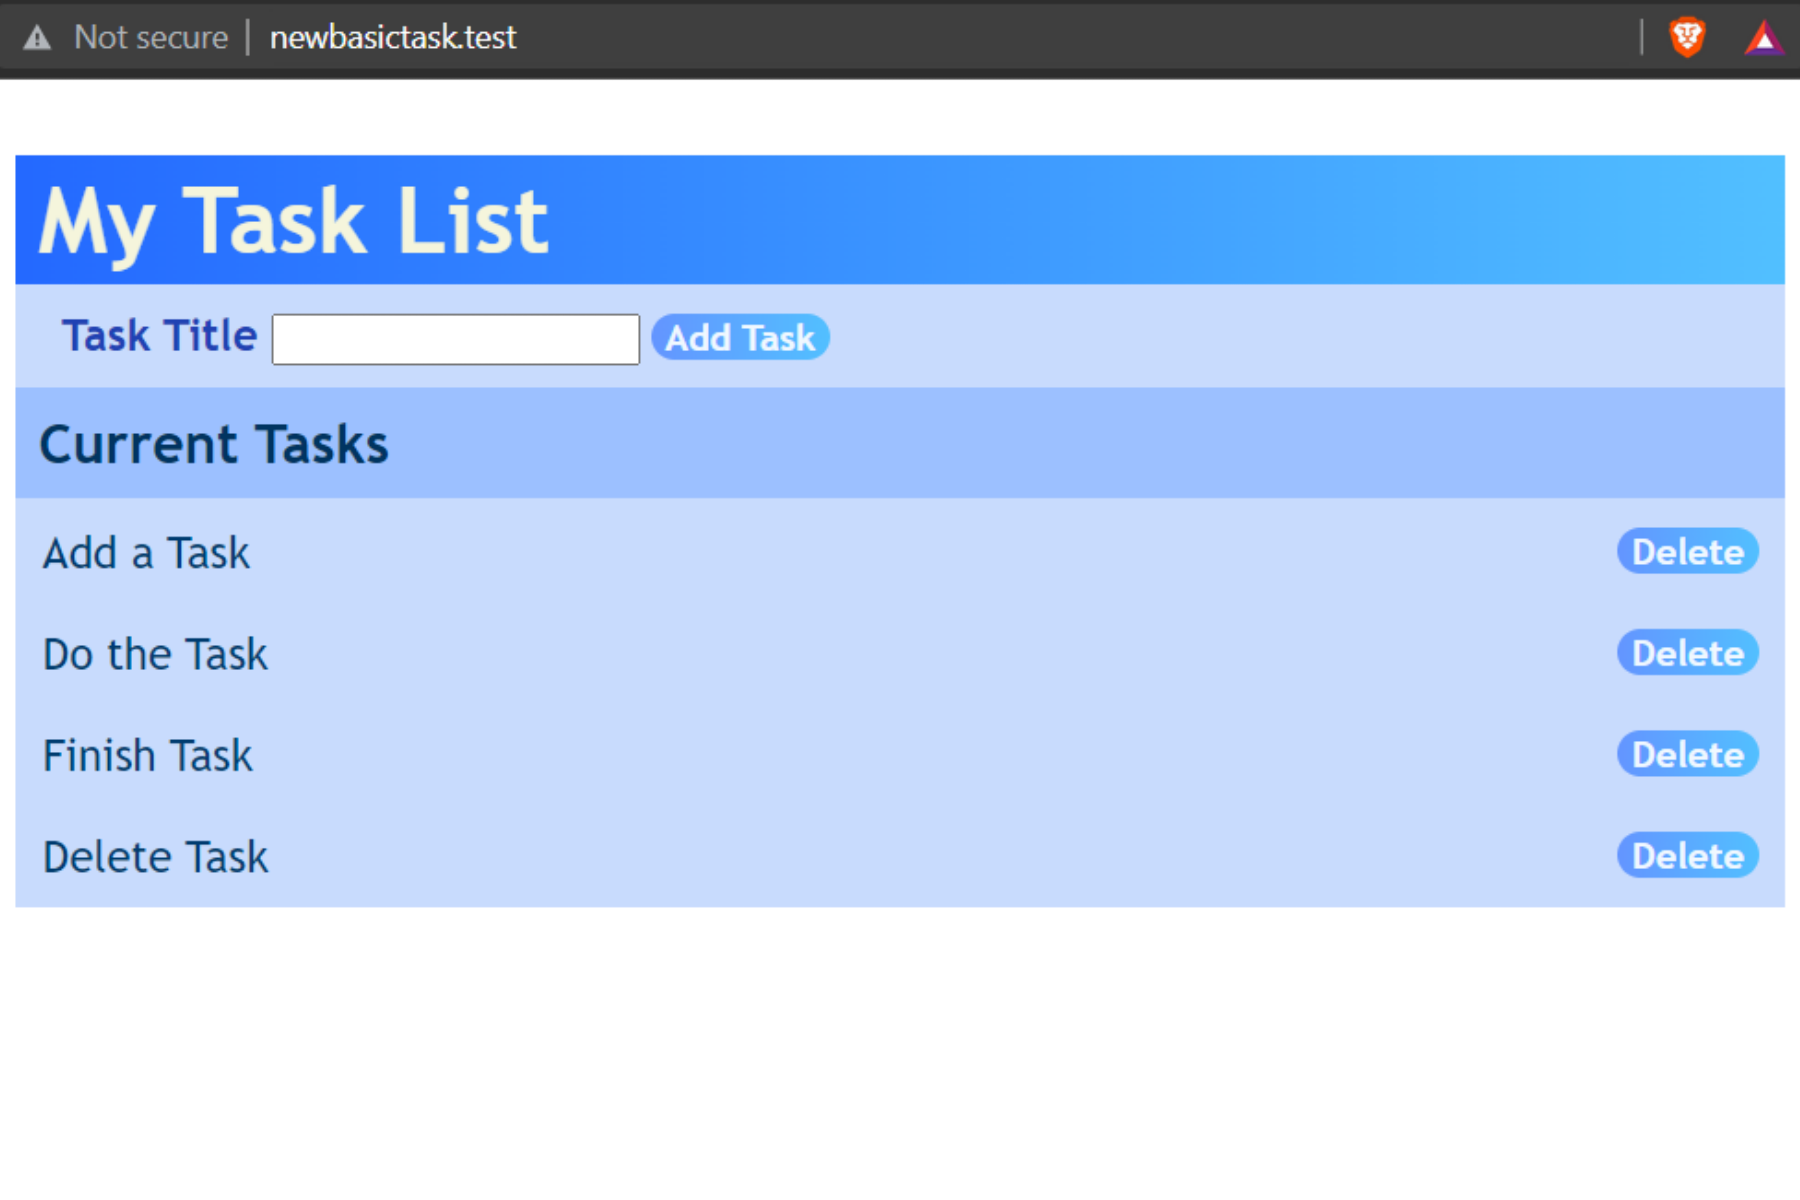 Not secure | newbasictask.test
My Task List
Task Title Add Task
Current Tasks
Add a Task Delete
Do the Task Delete
Finish Task Delete
Delete Task Delete